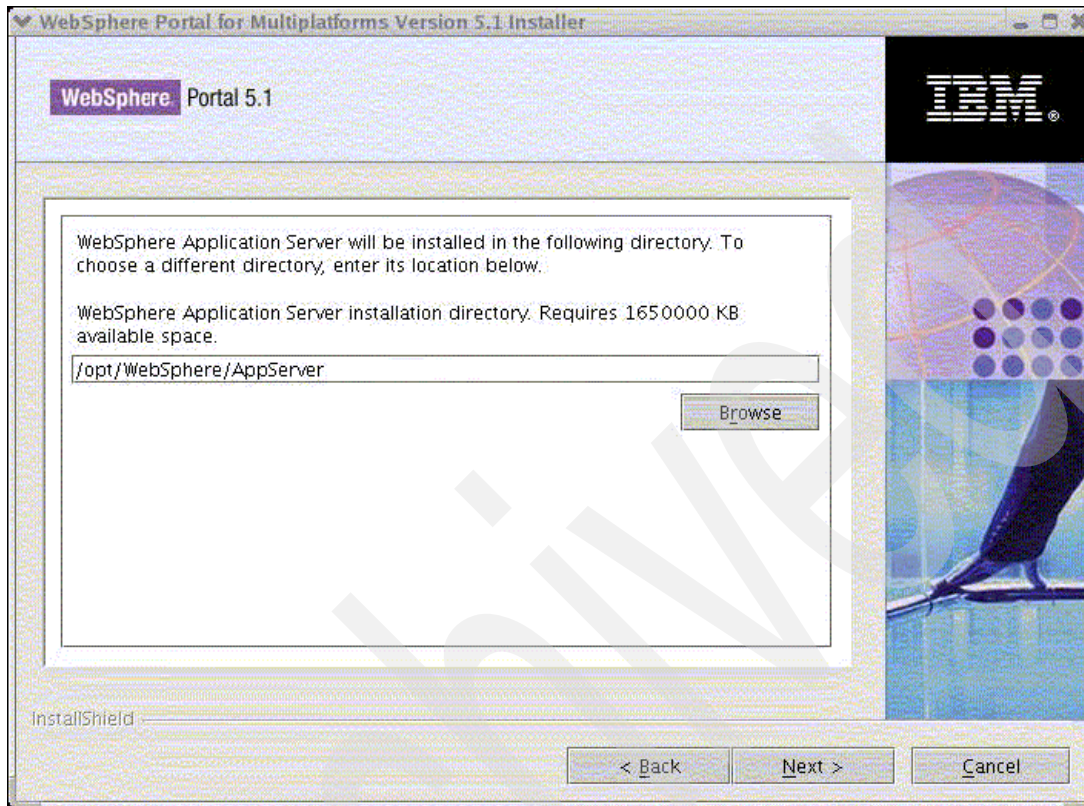 WebSphere Portal for Multiplatforms Version 5.1 Installer
WebSphere. Portal 5.1
IBM®
WebSphere Application Server will be installed in the following directory. To
choose a different directory, enter its location below.
WebSphere Application Server installation directory. Requires 1650000 KB
available space.
/opt/WebSphere/AppServer
Browse
InstallShield
< Back Next > Cancel